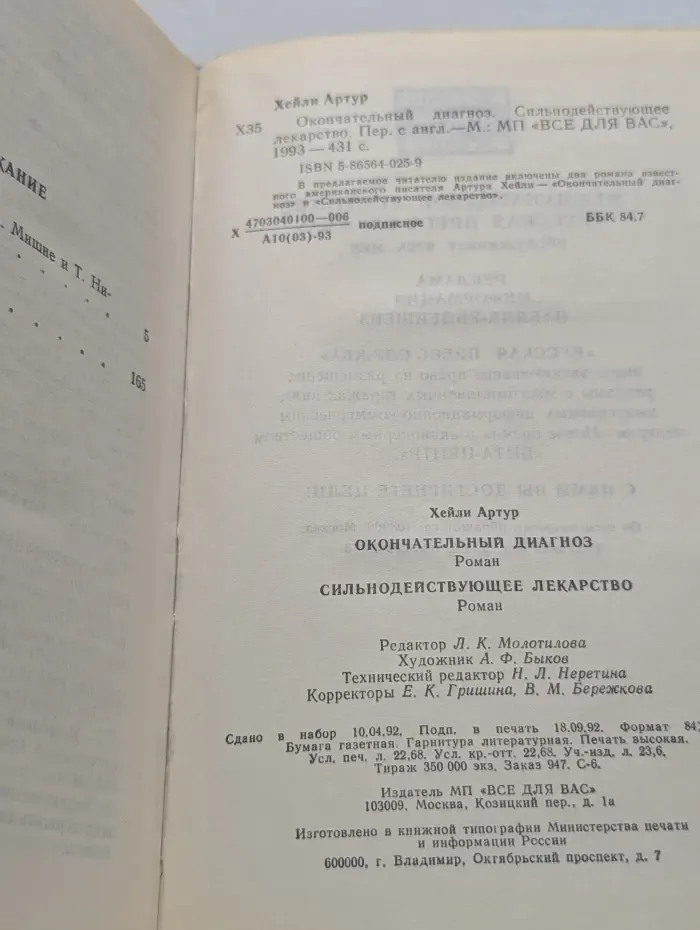 КАНИЕ
Мишне и Т. Ни-
5
165
Хейли Артур
Х35 Окончательный диагноз. Сильнодействующее
лекарство. Пер. с англ.—М.: МП «ВСЕ ДЛЯ ВАС»,
1993 — 431 с.
ISBN 5-86564-025-9
В предлагаемое читателю издание включены два романа извест-
ного американского писателя Артура Хейли — «Окончательный диаг-
ноз» и «Сильнодействующее лекарство».
Х 4703040100—006 подписное ББК 84.7
А10(03)-93
Хейли Артур
ОКОНЧАТЕЛЬНЫЙ ДИАГНОЗ
Роман
СИЛЬНОДЕЙСТВУЮЩЕЕ ЛЕКАРСТВО
Роман
Редактор Л. К. Молотилова
Художник А. Ф. Быков
Технический редактор Н. Л. Неретина
Корректоры Е. К. Гришина, В. М. Бережкова
Сдано в набор 10.04.92. Подп. в печать 18.09.92. Формат 84
Бумага газетная. Гарнитура литературная. Печать высокая.
Усл. печ. л. 22,68. Усл. кр.-отт. 22,68. Уч.-изд. л. 23,6.
Тираж 350 000 экз. Заказ 947. С-6.
Издатель МП «ВСЕ ДЛЯ ВАС»
103009, Москва, Козицкий пер., д. 1а
Изготовлено в книжной типографии Министерства печати
и информации России
600000, г. Владимир, Октябрьский проспект, д. 7